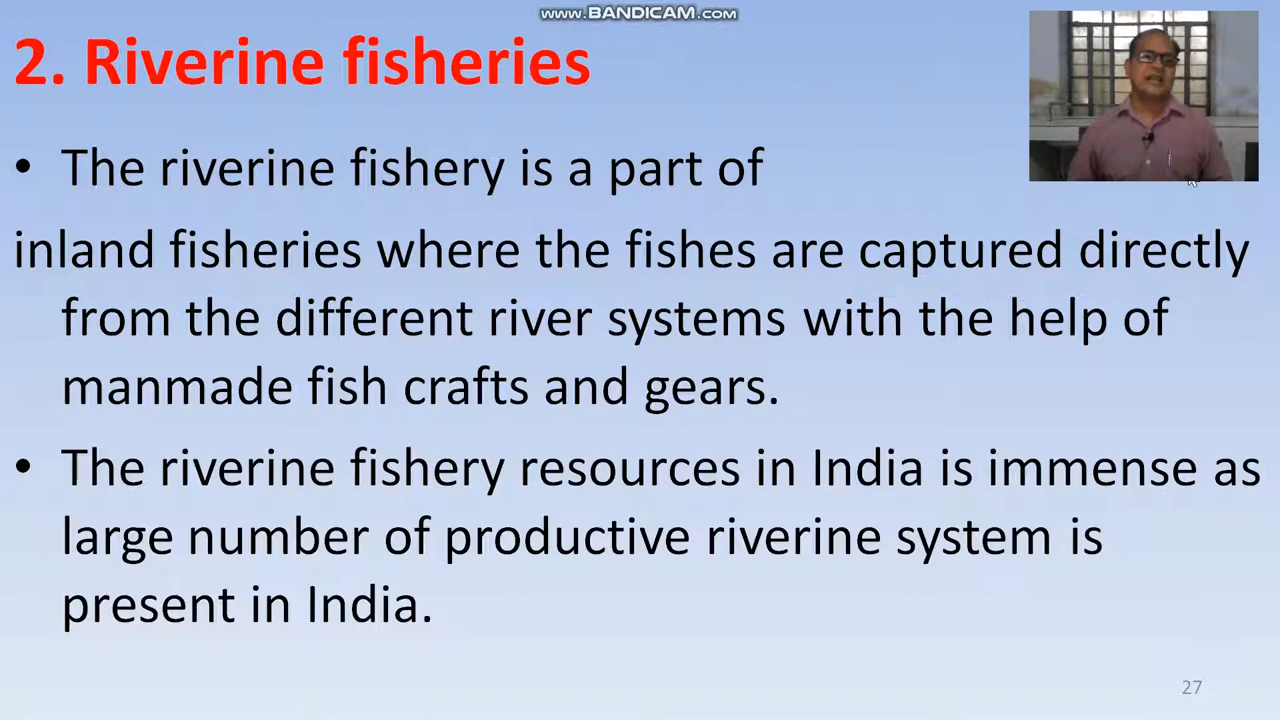 www.BANDICAM.com
2. Riverine fisheries
• The riverine fishery is a part of
inland fisheries where the fishes are captured directly
from the different river systems with the help of
manmade fish crafts and gears.
• The riverine fishery resources in India is immense as
large number of productive riverine system is
present in India.
27